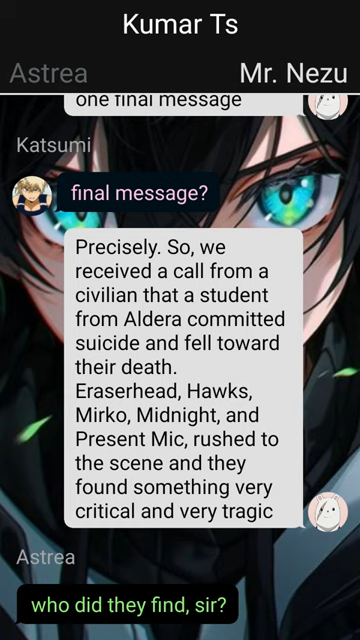 Kumar Ts
Astrea
Mr. Nezu
one final message
Katsumi
final message?
Precisely. So, we
received a call from a
civilian that a student
from Aldera committed
suicide and fell toward
their death.
Eraserhead, Hawks,
Mirko, Midnight, and
Present Mic, rushed to
the scene and they
found something very
critical and very tragic
Astrea
who did they find, sir?